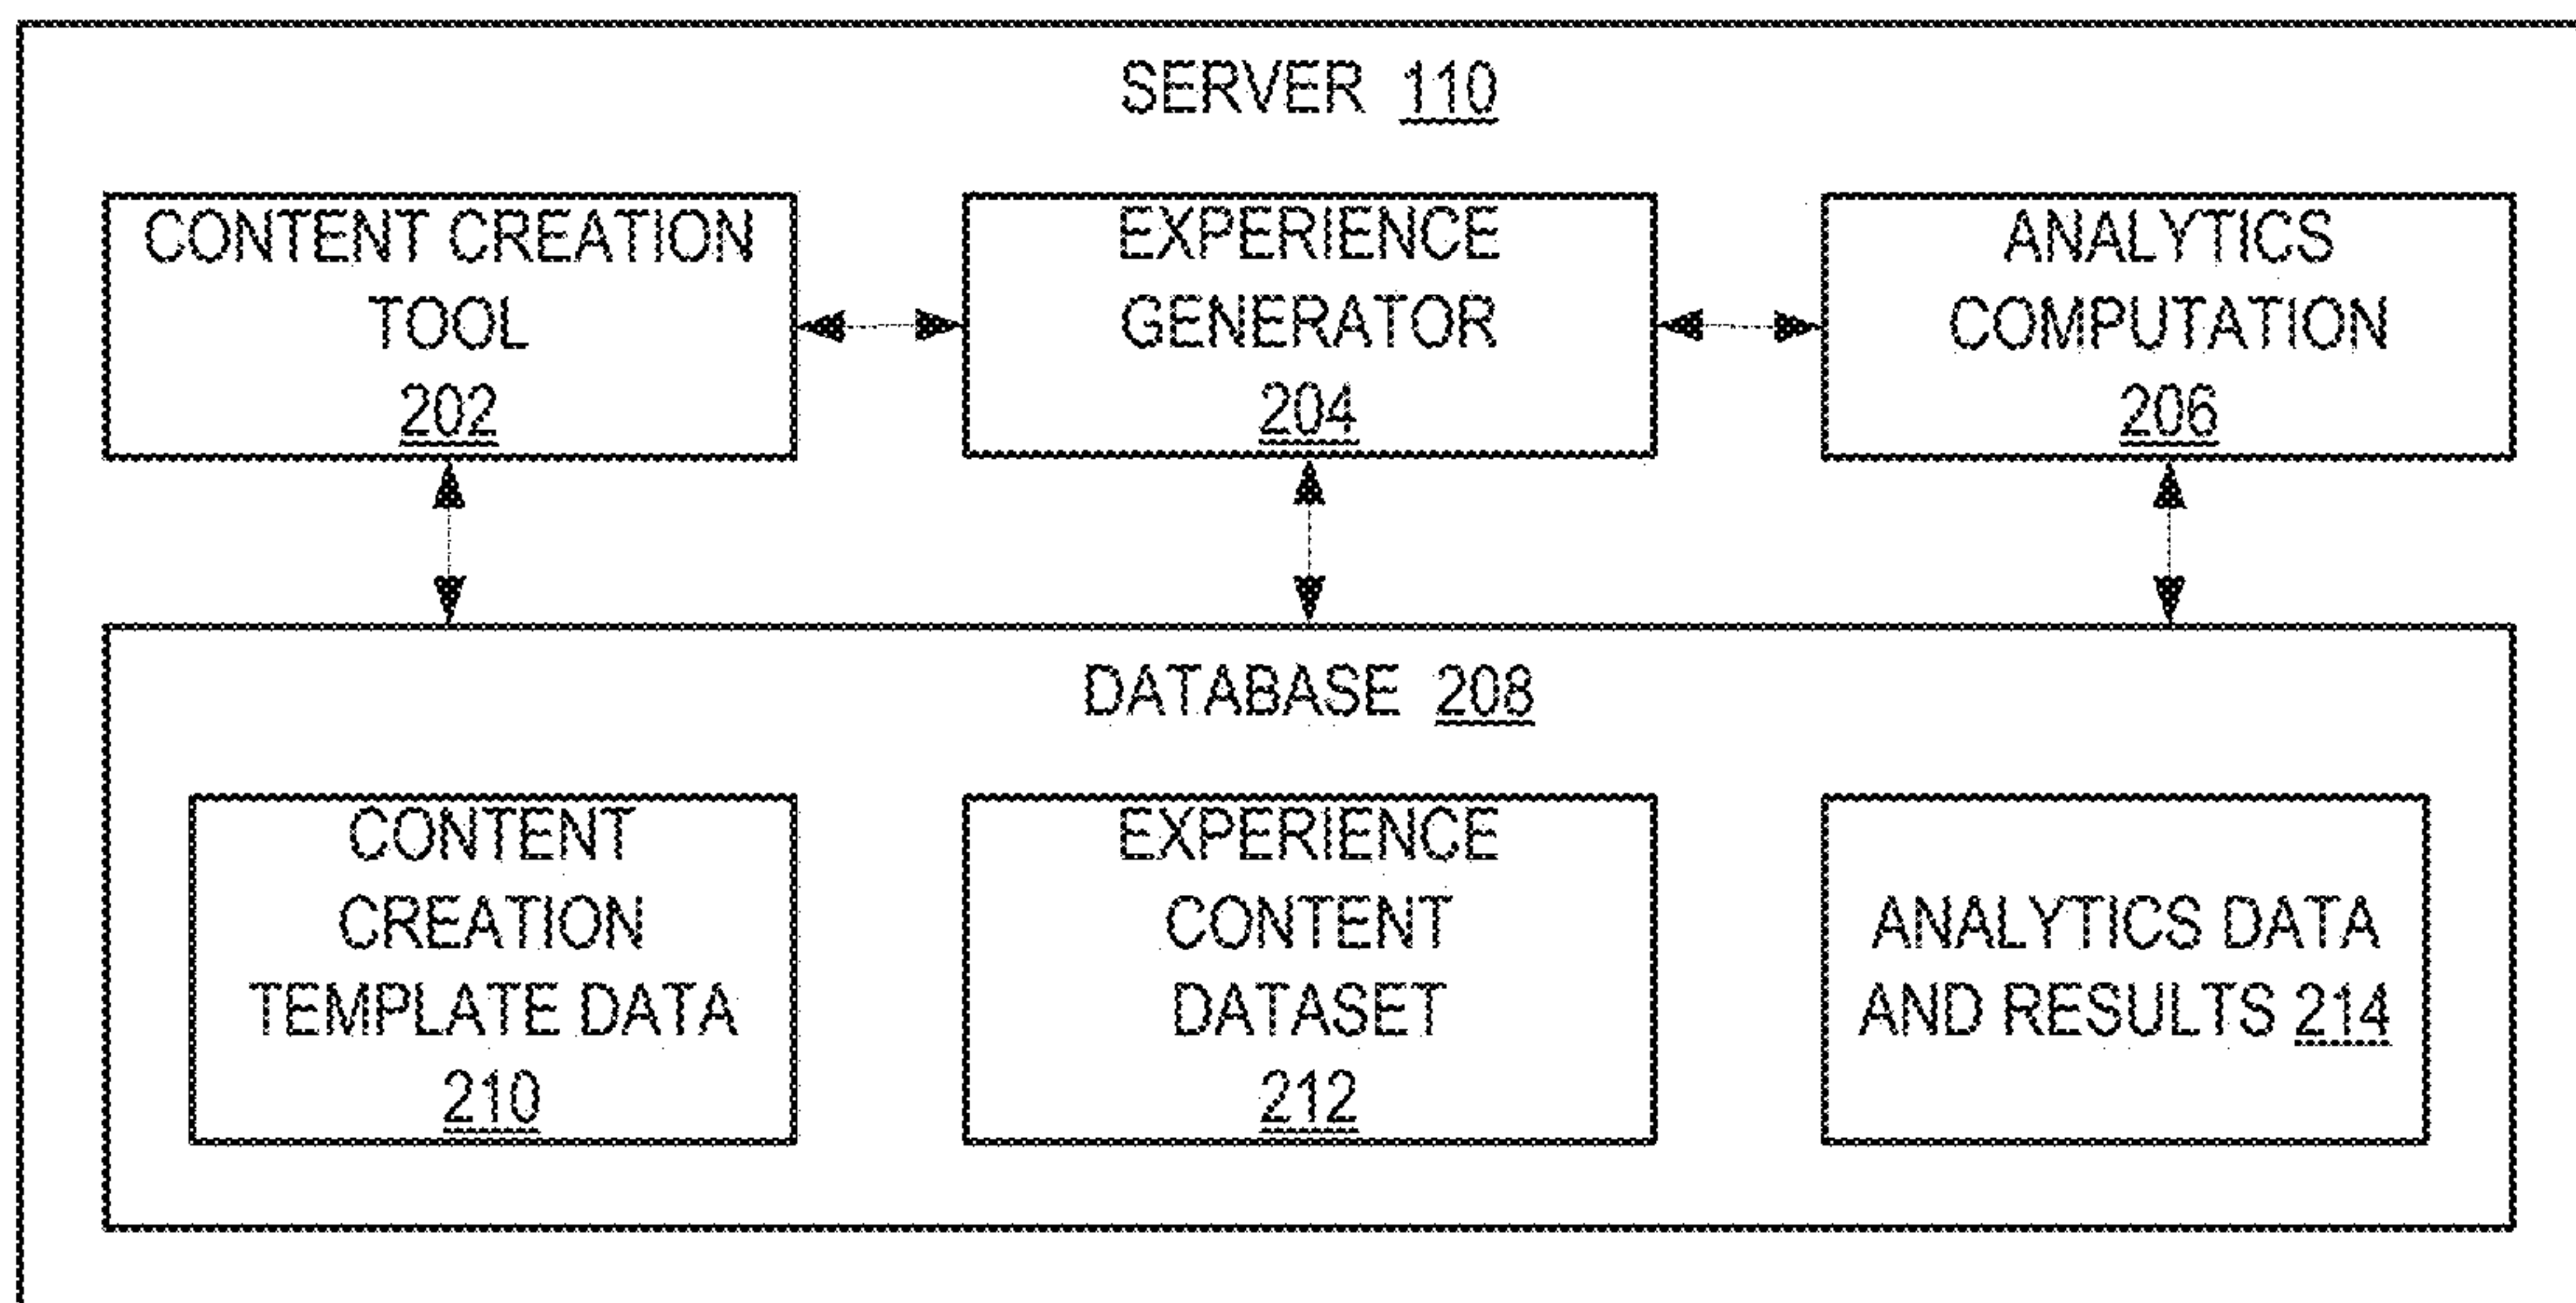 SERVER 110
CONTENT CREATION
TOOL
202
EXPERIENCE
GENERATOR
204
ANALYTICS
COMPUTATION
206
DATABASE 208
CONTENT
CREATION
TEMPLATE DATA
210
EXPERIENCE
CONTENT
DATASET
212
ANALYTICS DATA
AND RESULTS 214